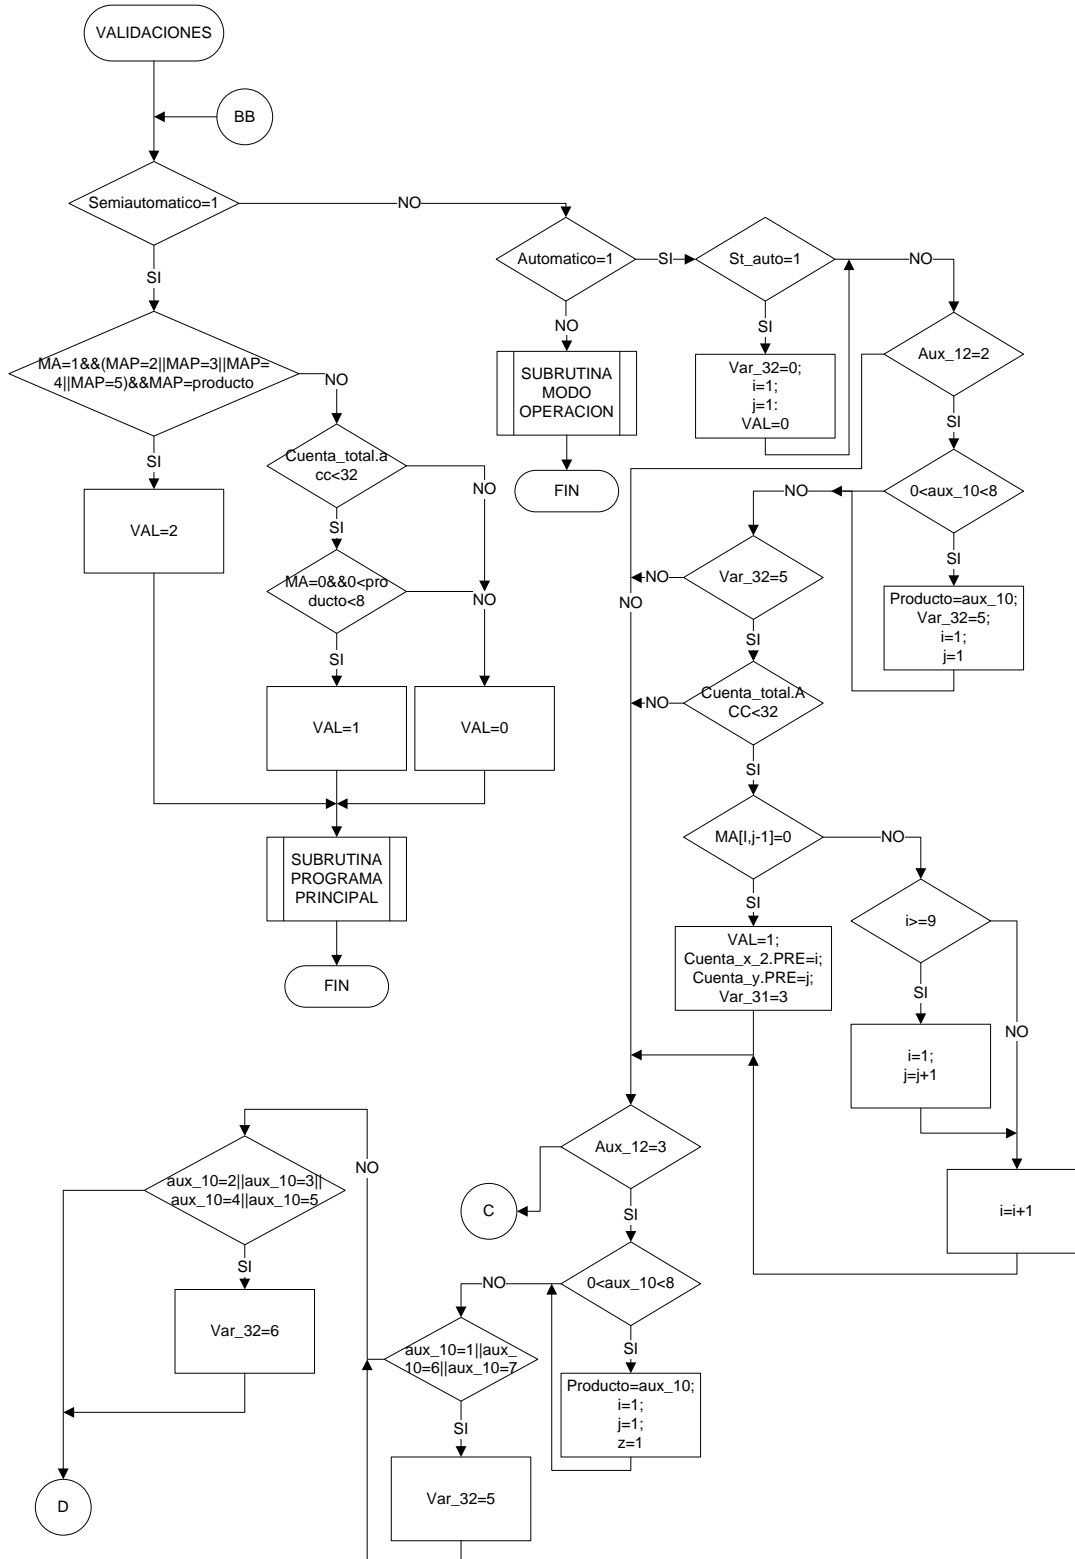 VALIDACIONES
BB
Semiautomatico=1
NO
SI
Automatico=1
SI
St_auto=1
NO
NO
SI
MA=1&&(MAP=2||MAP=3||MAP=
4||MAP=5)&&MAP=producto
NO
SI
SUBRUTINA
MODO
OPERACION
FIN
Var_32=0;
i=1;
j=1:
VAL=0
Aux_12=2
SI
NO
Cuenta_total.a
cc<32
NO
SI
VAL=2
MA=0&&0<pro
ducto<8
NO
SI
VAL=1
VAL=0
SUBRUTINA
PROGRAMA
PRINCIPAL
FIN
0<aux_10<8
NO
SI
Producto=aux_10;
Var_32=5;
i=1;
j=1
Var_32=5
NO
SI
Cuenta_total.A
CC<32
NO
SI
MA[I,j-1]=0
NO
SI
VAL=1;
Cuenta_x_2.PRE=i;
Cuenta_y.PRE=j;
Var_31=3
i>=9
SI
NO
i=1;
j=j+1
i=i+1
Aux_12=3
C
SI
0<aux_10<8
NO
SI
Producto=aux_10;
i=1;
j=1;
z=1
aux_10=1||aux_
10=6||aux_10=7
NO
SI
Var_32=5
aux_10=2||aux_10=3||
aux_10=4||aux_10=5
SI
Var_32=6
D